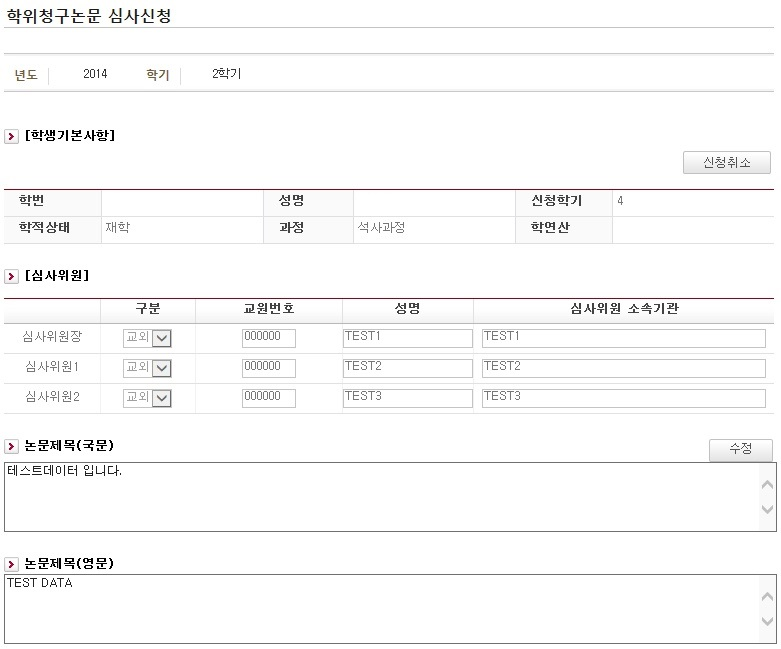 학위청구논문 심사신청
년도 2014 학기 2학기
[학생기본사항]
신청취소
학번 성명 신청학기 4
학적상태 재학 과정 석사과정 학연산
[심사위원]
구분 교원번호 성명 심사위원 소속기관
심사위원장 교외 000000 TEST1 TEST1
심사위원1 교외 000000 TEST2 TEST2
심사위원2 교외 000000 TEST3 TEST3
논문제목(국문) 수정
테스트데이터 입니다.
논문제목(영문)
TEST DATA